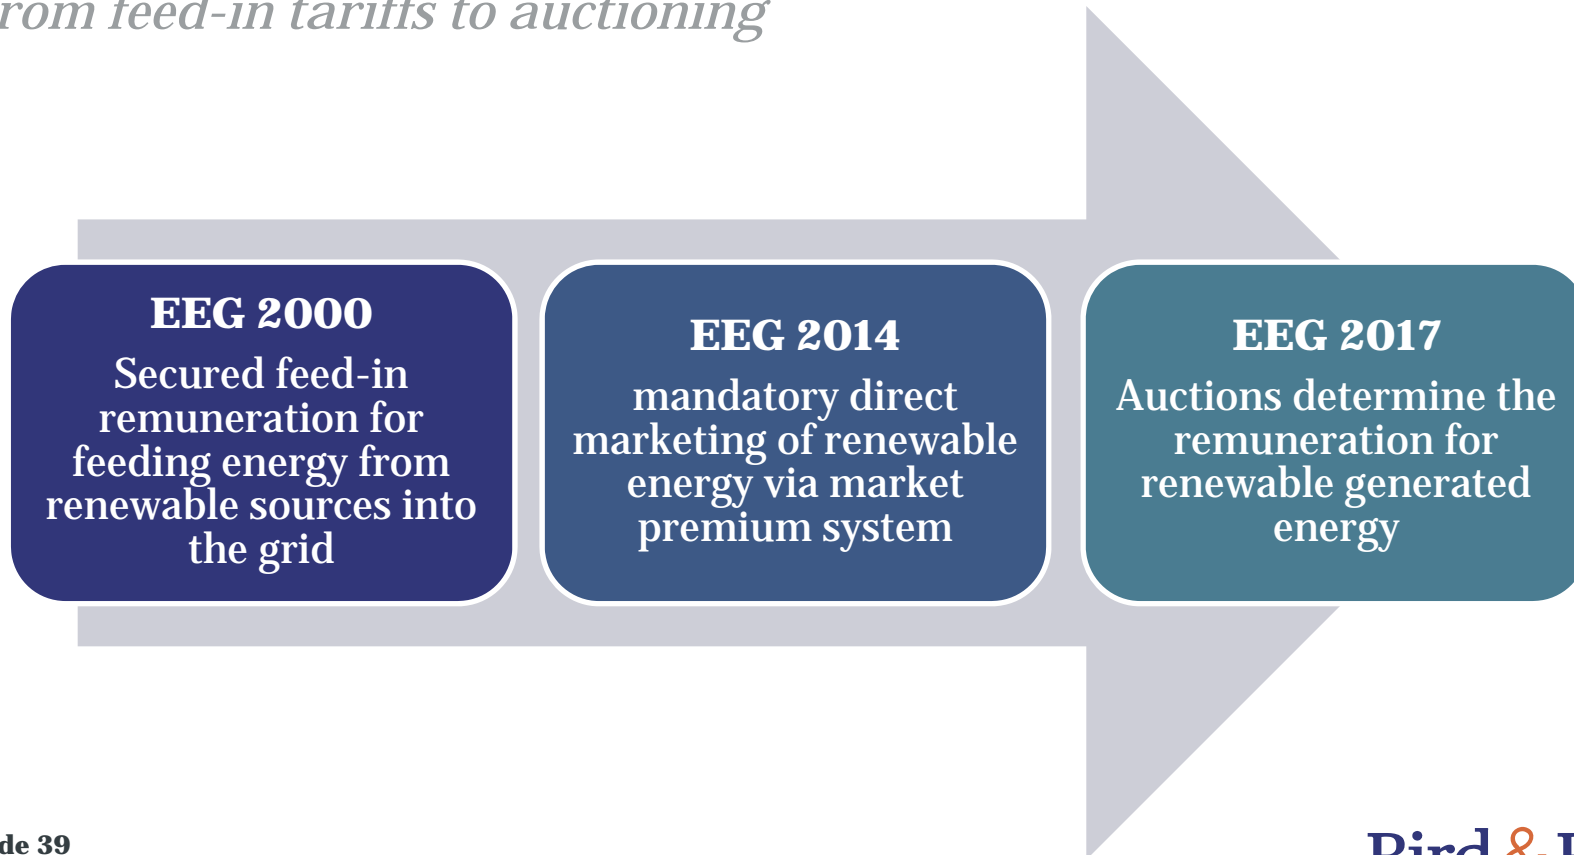 rom feed-in tariffs to auctioning
EEG 2000
Secured feed-in
remuneration for
feeding energy from
renewable sources into
the grid
EEG 2014
mandatory direct
marketing of renewable
energy via market
premium system
EEG 2017
Auctions determine the
remuneration for
renewable generated
energy
de 39
Bird &